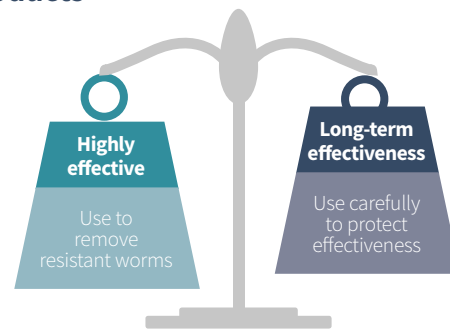 Highly
effective
Use to
remove
resistant worms
Long-term
effectiveness
Use carefully
to protect
effectiveness